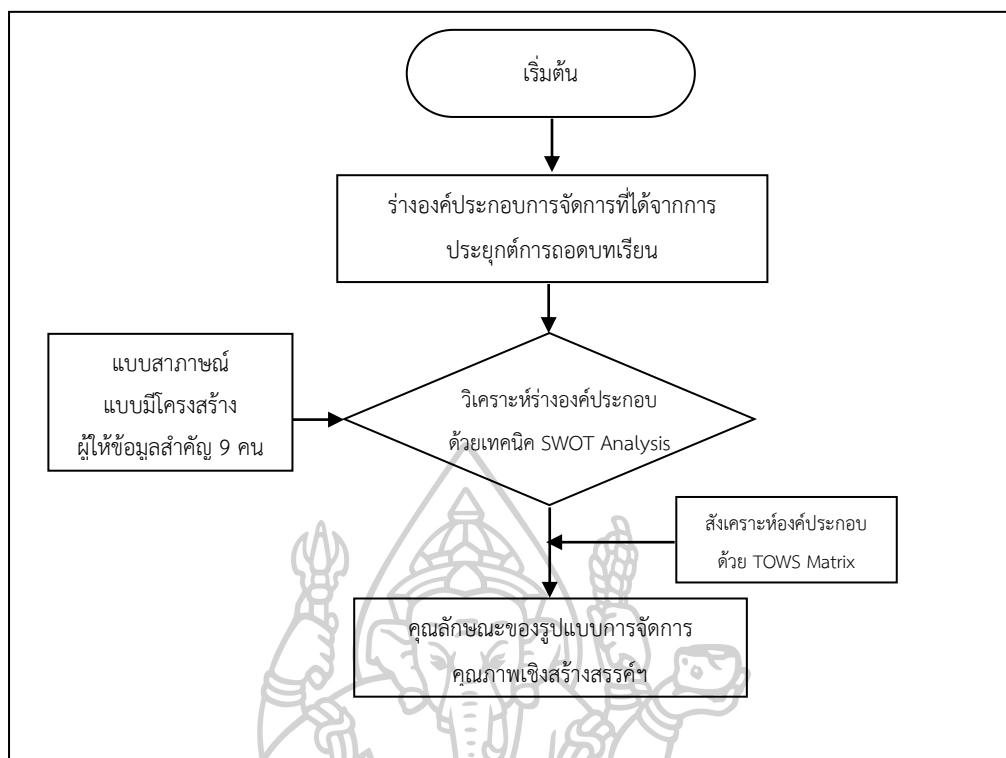 เริ่มต้น
ร่างองค์ประกอบการจัดการที่ได้จากการ
ประยุกต์การถอดบทเรียน
แบบสาภาษณ์
แบบมีโครงสร้าง
ผู้ให้ข้อมูลสำคัญ 9 คน
วิเคราะห์ร่างองค์ประกอบ
ด้วยเทคนิค SWOT Analysis
สังเคราะห์องค์ประกอบ
ด้วย TOWS Matrix
คุณลักษณะของรูปแบบการจัดการ
คุณภาพเชิงสร้างสรรค์ฯ